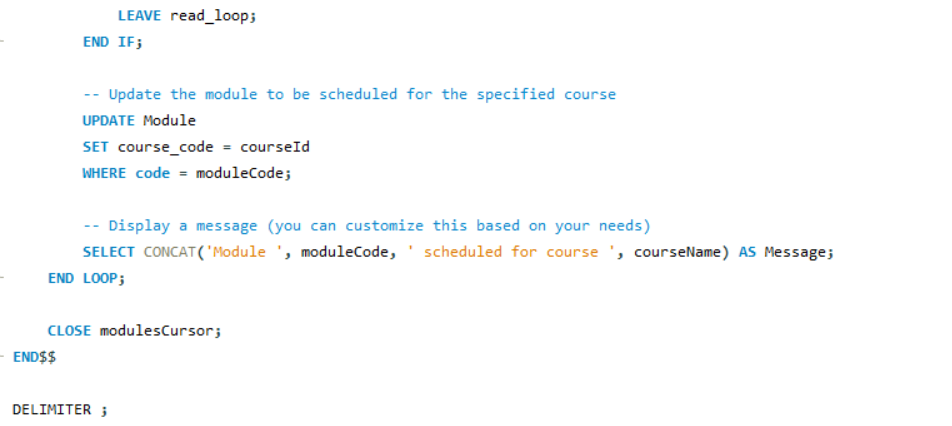 LEAVE read_loop;
END IF;
-- Update the module to be scheduled for the specified course
UPDATE Module
SET course_code = courseId
WHERE code = moduleCode;
-- Display a message (you can customize this based on your needs)
SELECT CONCAT('Module ', moduleCode, ' scheduled for course ', courseName) AS Message;
END LOOP;
CLOSE modulesCursor;
END$$
DELIMITER ;